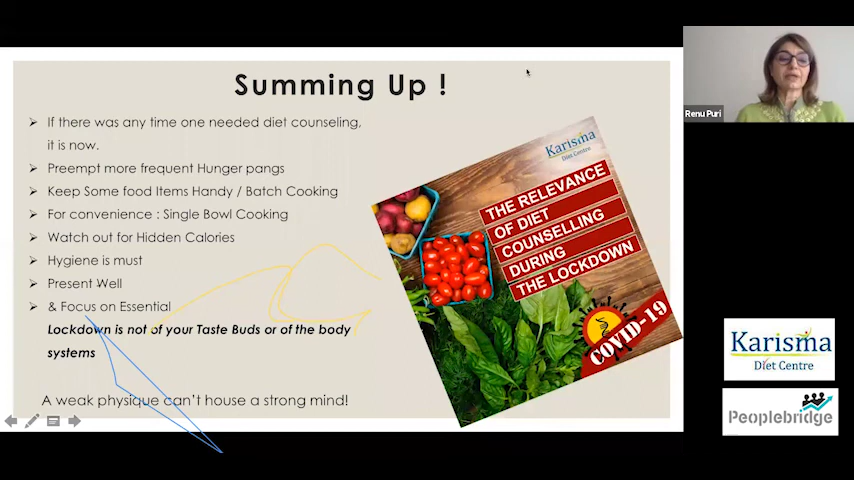 Summing Up !
If there was any time one needed diet counseling,
it is now.
Preempt more frequent Hunger pangs
Keep Some food Items Handy / Batch Cooking
For convenience : Single Bowl Cooking
Watch out for Hidden Calories
Hygiene is must
Present Well
& Focus on Essential
Lockdown is not of your Taste Buds or of the body
systems
A weak physique can't house a strong mind!
Karisma
Diet Centre
THE RELEVANCE
OF DIET
COUNSELLING
DURING
THE LOCKDOWN
COVID-19
Renu Puri
Karisma
Diet Centre
Peoplebridge